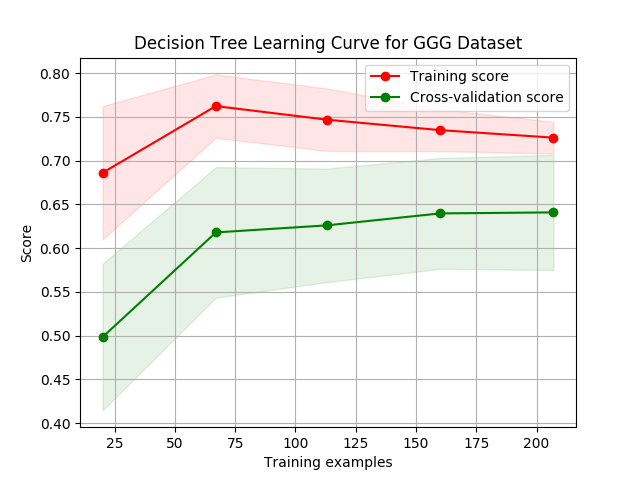 Decision Tree Learning Curve for GGG Dataset
Training score
Cross-validation score
0.80
0.75
0.70
0.65
0.60
0.55
0.50
0.45
0.40
Score
25 50 75 100 125 150 175 200
Training examples